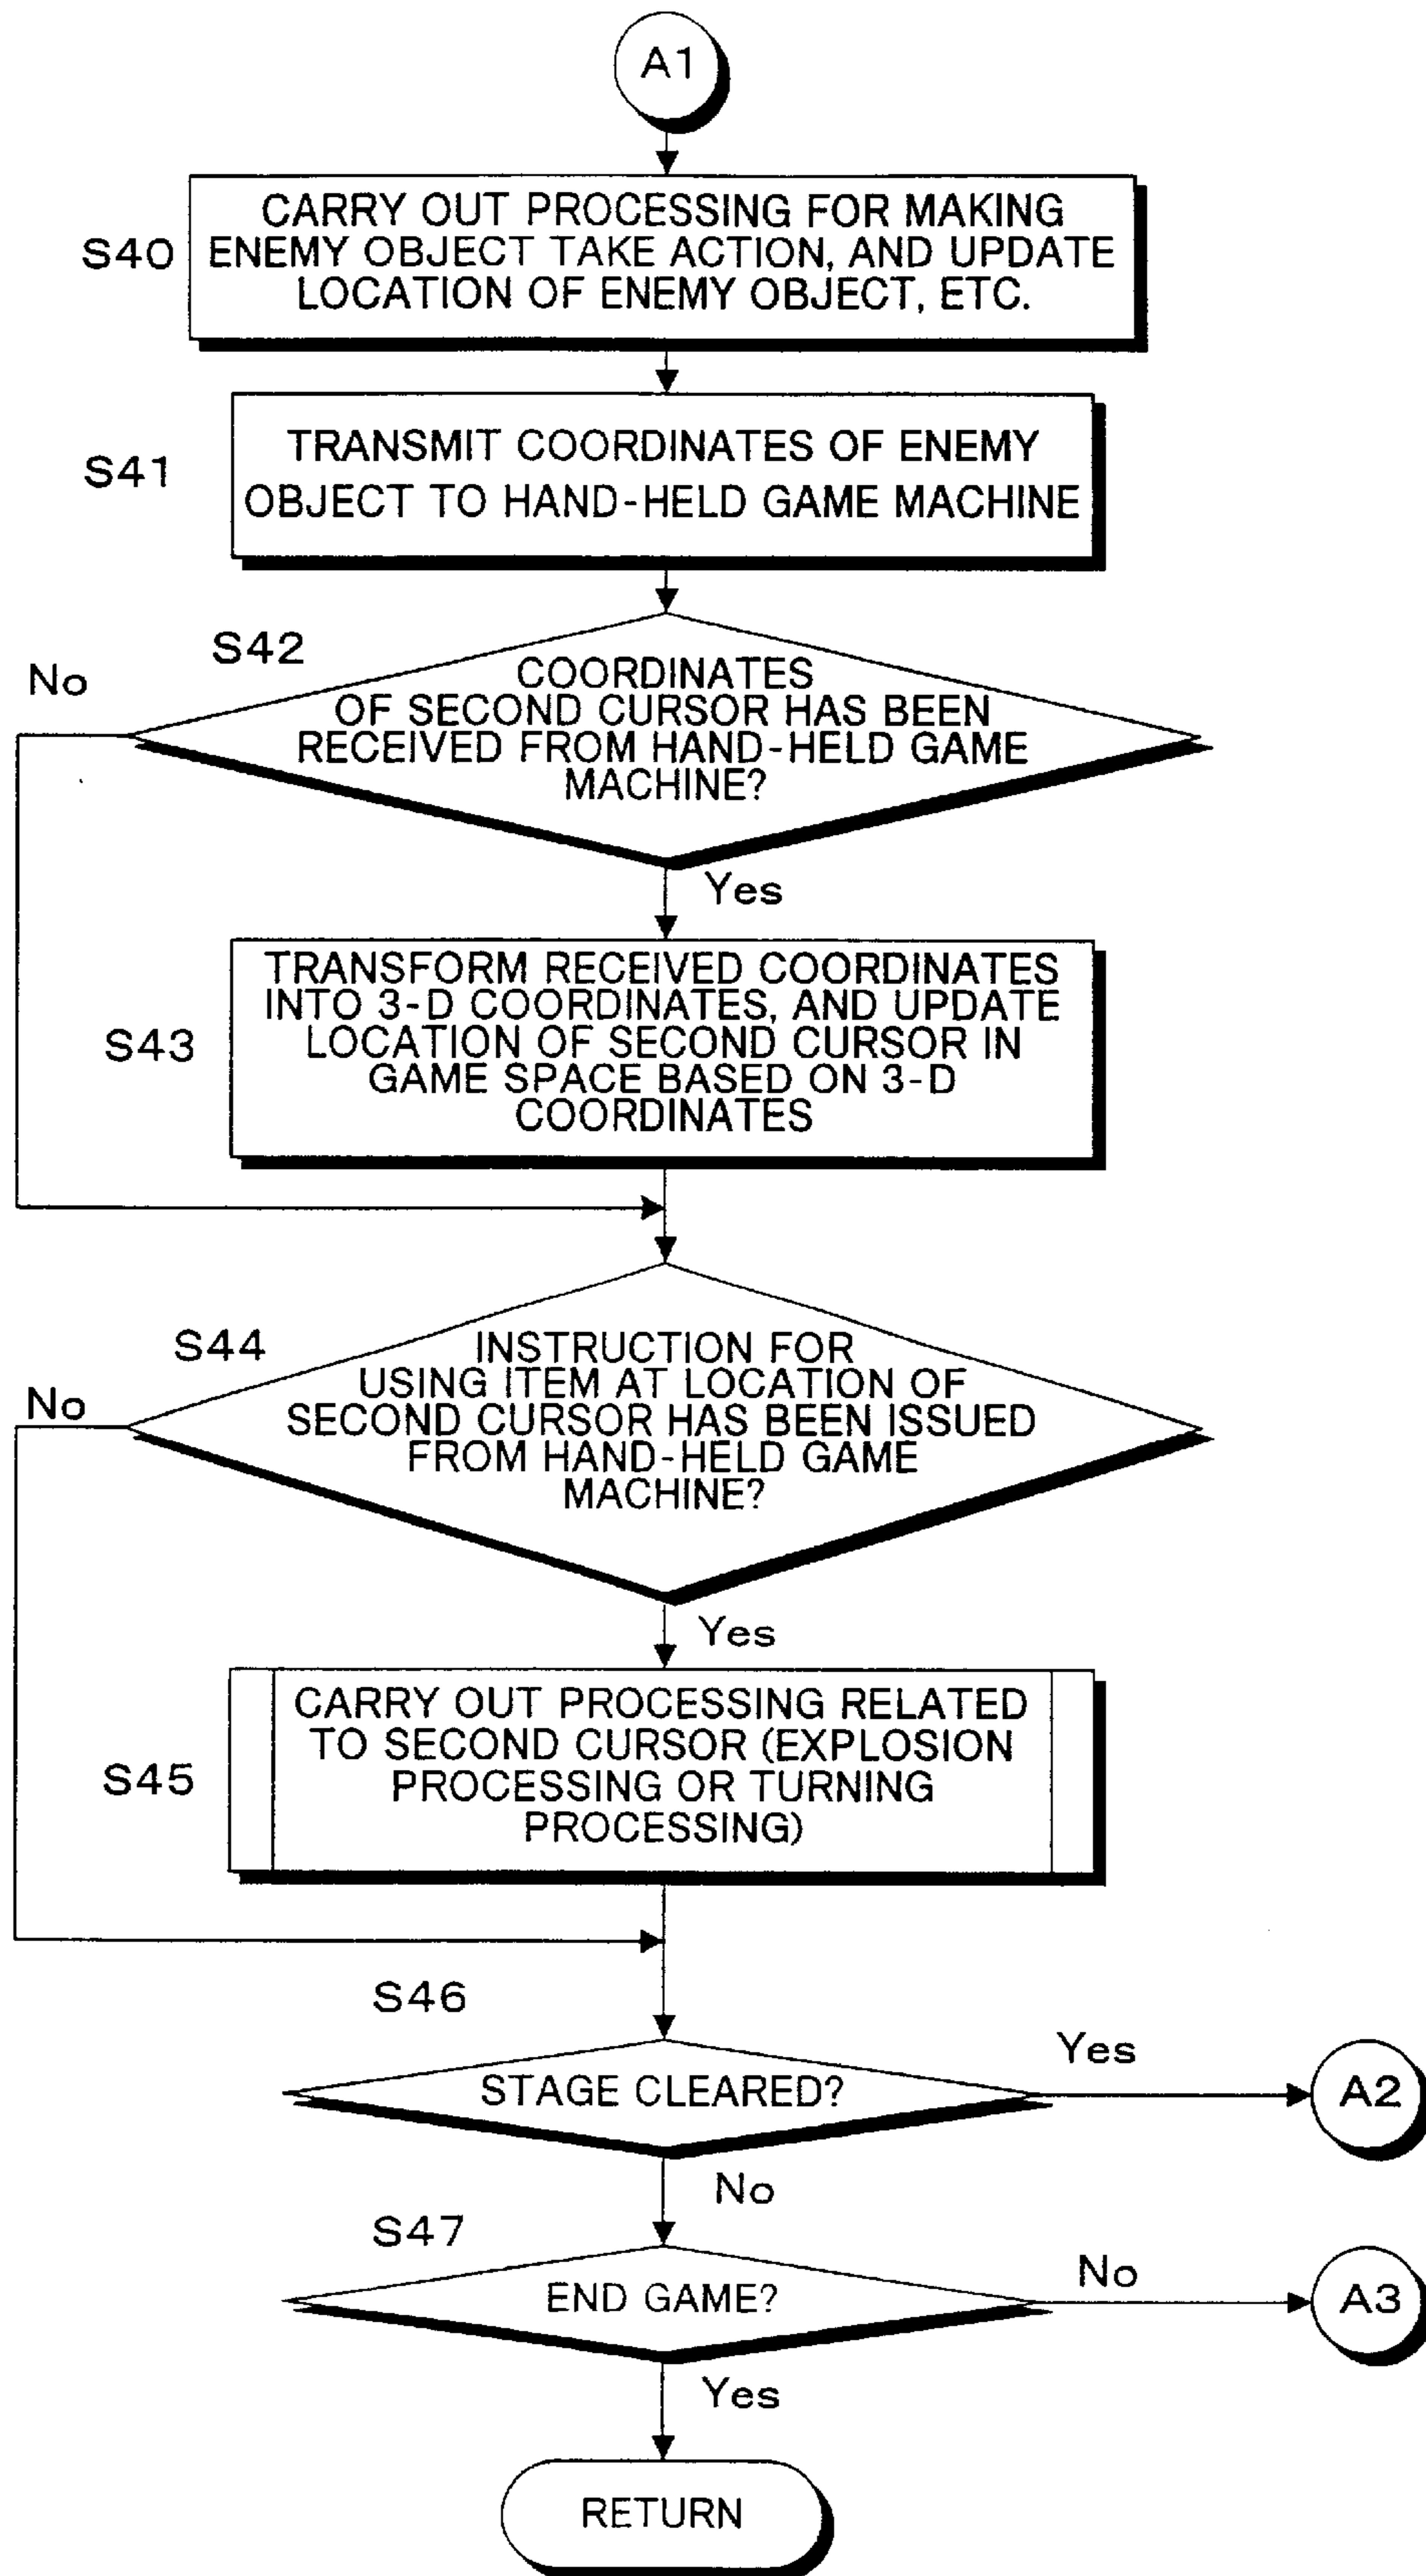 A1
S40
CARRY OUT PROCESSING FOR MAKING
ENEMY OBJECT TAKE ACTION, AND UPDATE
LOCATION OF ENEMY OBJECT, ETC.
S41
TRANSMIT COORDINATES OF ENEMY
OBJECT TO HAND-HELD GAME MACHINE
S42
No
COORDINATES
OF SECOND CURSOR HAS BEEN
RECEIVED FROM HAND-HELD GAME
MACHINE?
Yes
S43
TRANSFORM RECEIVED COORDINATES
INTO 3-D COORDINATES, AND UPDATE
LOCATION OF SECOND CURSOR IN
GAME SPACE BASED ON 3-D
COORDINATES
S44
No
INSTRUCTION FOR
USING ITEM AT LOCATION OF
SECOND CURSOR HAS BEEN ISSUED
FROM HAND-HELD GAME
MACHINE?
Yes
S45
CARRY OUT PROCESSING RELATED
TO SECOND CURSOR (EXPLOSION
PROCESSING OR TURNING
PROCESSING)
S46
STAGE CLEARED?
Yes
A2
No
S47
END GAME?
No
A3
Yes
RETURN